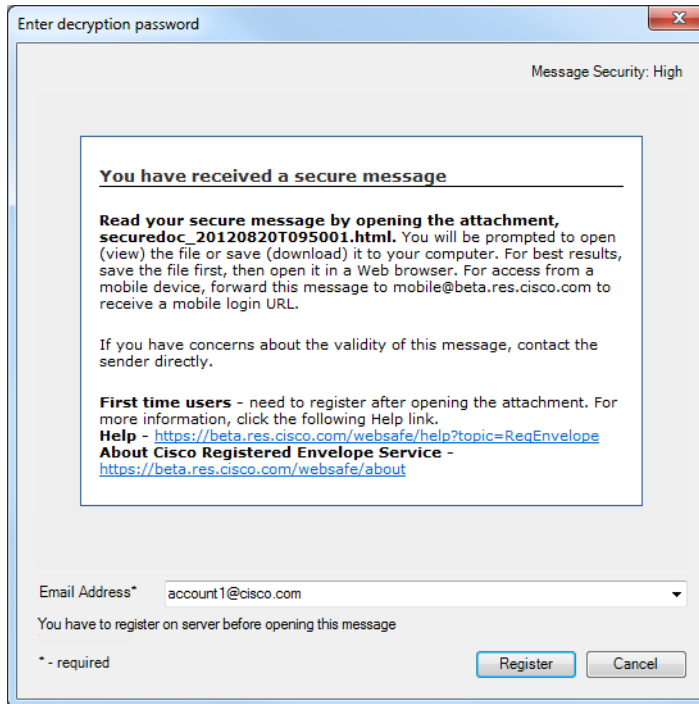 Enter decryption password
Message Security: High
You have received a secure message
Read your secure message by opening the attachment,
securedoc_20120820T095001.html. You will be prompted to open
(view) the file or save (download) it to your computer. For best results,
save the file first, then open it in a Web browser. For access from a
mobile device, forward this message to mobile@beta.res.cisco.com to
receive a mobile login URL.
If you have concerns about the validity of this message, contact the
sender directly.
First time users - need to register after opening the attachment. For
more information, click the following Help link.
Help - https://beta.res.cisco.com/websafe/help?topic=RegEnvelope
About Cisco Registered Envelope Service -
https://beta.res.cisco.com/websafe/about
Email Address* account1@cisco.com
You have to register on server before opening this message
* - required Register Cancel